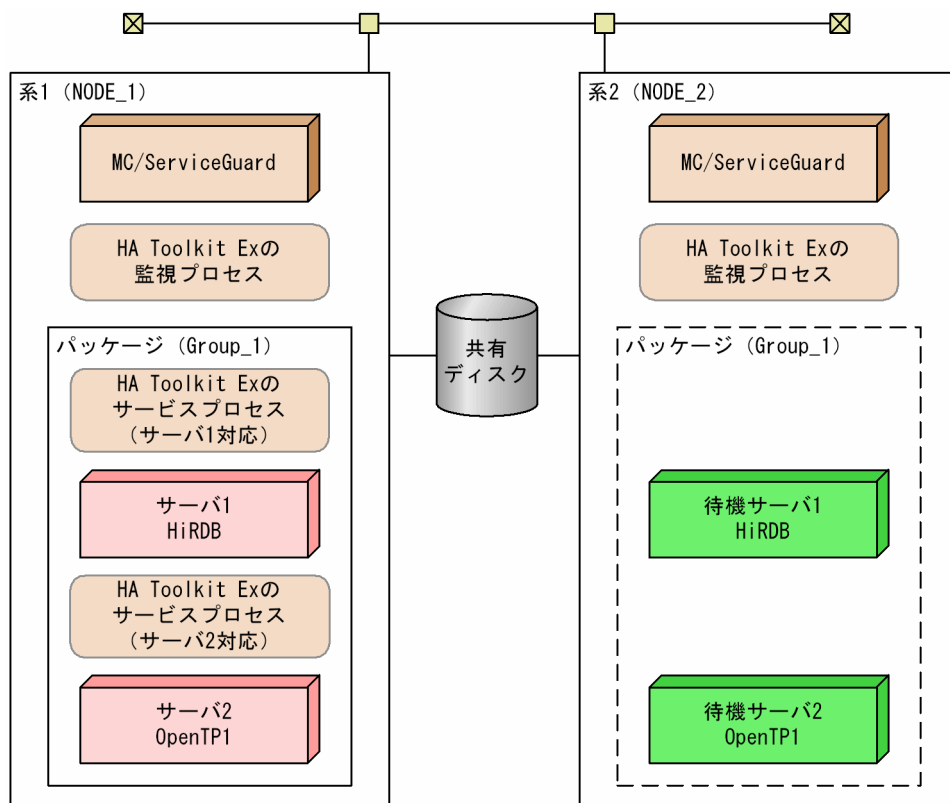 系1（NODE_1）
MC/ServiceGuard
HA Toolkit Exの
監視プロセス
パッケージ（Group_1）
HA Toolkit Exの
サービスプロセス
（サーバ1対応）
サーバ1
HiRDB
HA Toolkit Exの
サービスプロセス
（サーバ2対応）
サーバ2
OpenTP1
共有
ディスク
系2（NODE_2）
MC/ServiceGuard
HA Toolkit Exの
監視プロセス
パッケージ（Group_1）
待機サーバ1
HiRDB
待機サーバ2
OpenTP1